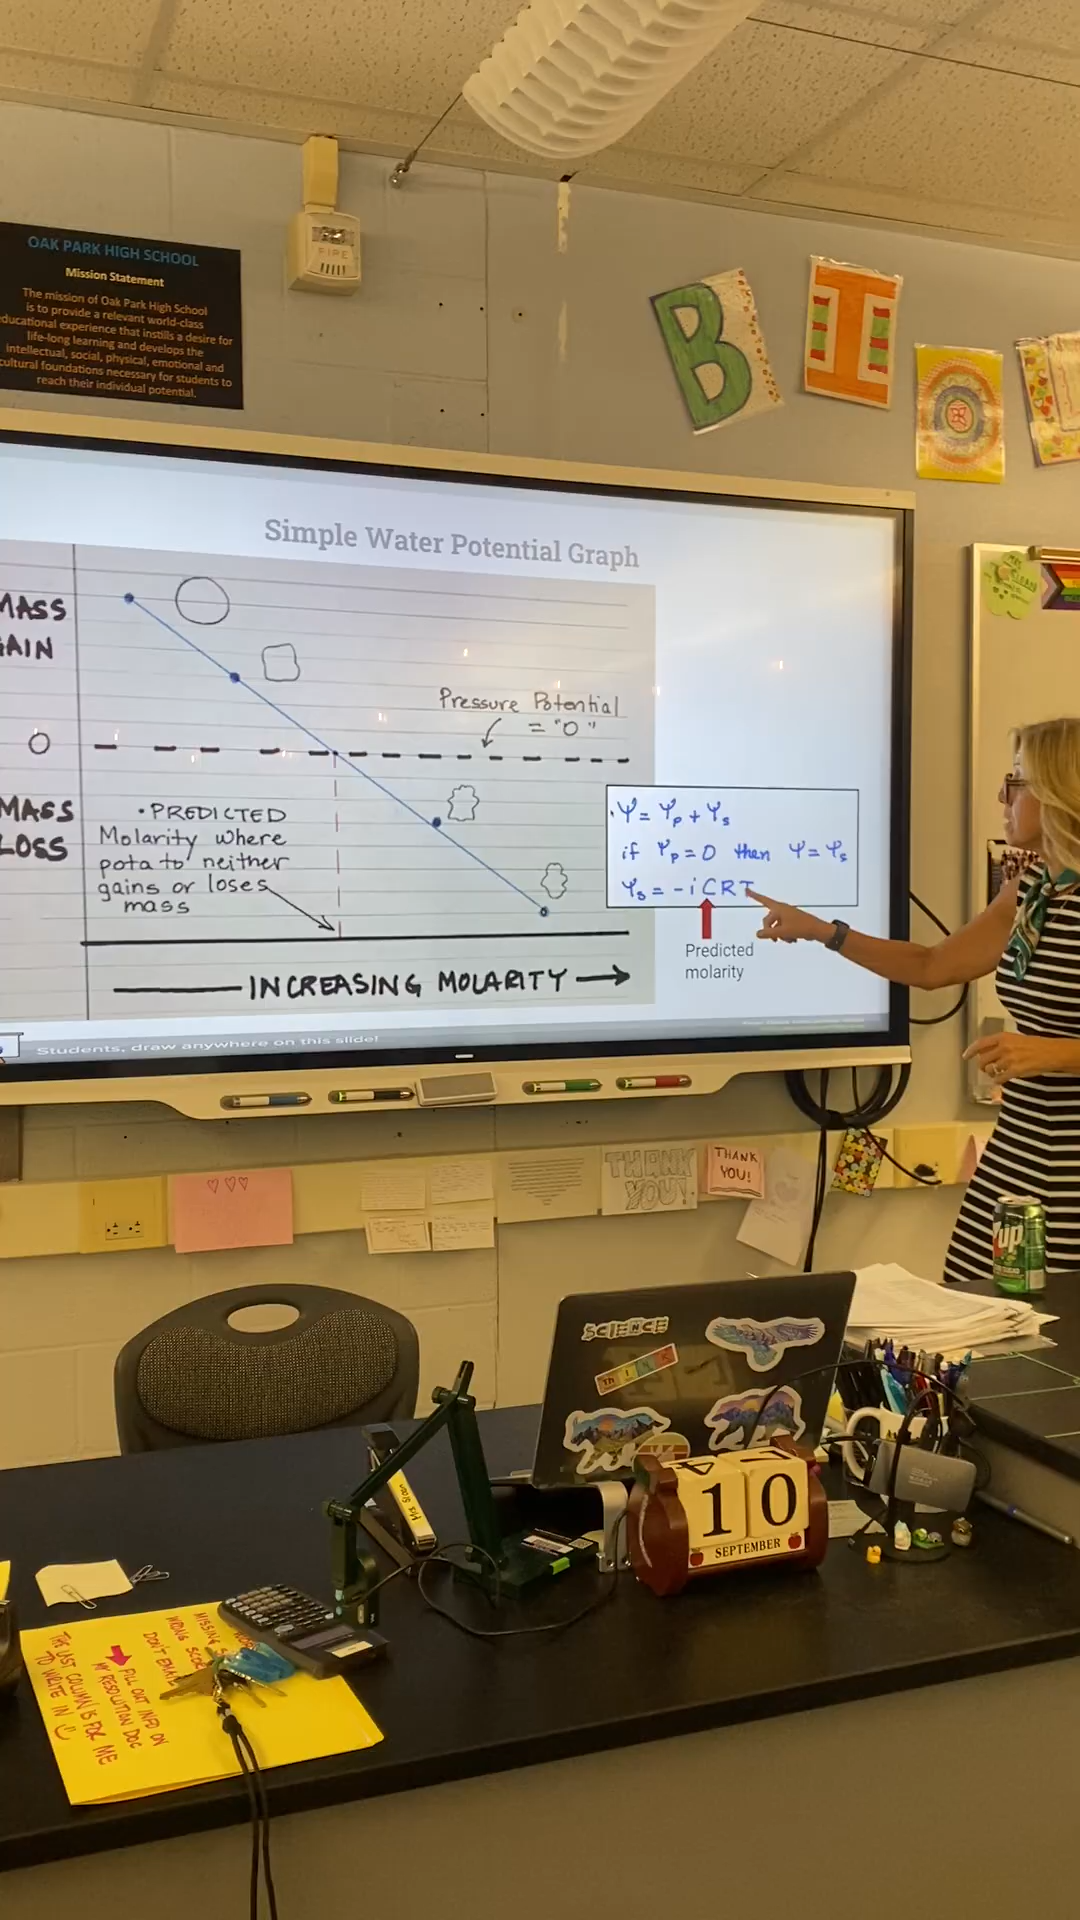 OAK PARK HIGH SCHOOL
Mission Statement
The mission of Oak Park High School
is to provide a relevant world-class
educational experience that instills a desire for
life-long learning and develops the
intellectual, social, physical, emotional and
cultural foundations necessary for students to
reach their individual potential.
FIRE
B I
Simple Water Potential Graph
MASS
GAIN
0
MASS
LOSS
Pressure Potential
= "0"
• PREDICTED
Molarity where
potato neither
gains or loses
mass
INCREASING MOLARITY
Ψ = Ψp + Ψs
if Ψp = 0 then Ψ = Ψs
Ψs = -iCRT
Predicted
molarity
Students, draw anywhere on this slide!
THANK
YOU!
THANK
YOU!
7up
SCIENCE
THINK
10
SEPTEMBER
Mrs. Sloan
DON'T EMAIL
FILL OUT INFO ON
MY RESOLUTION DOC
THE LAST COLUMN IS FOR ME
TO WRITE IN